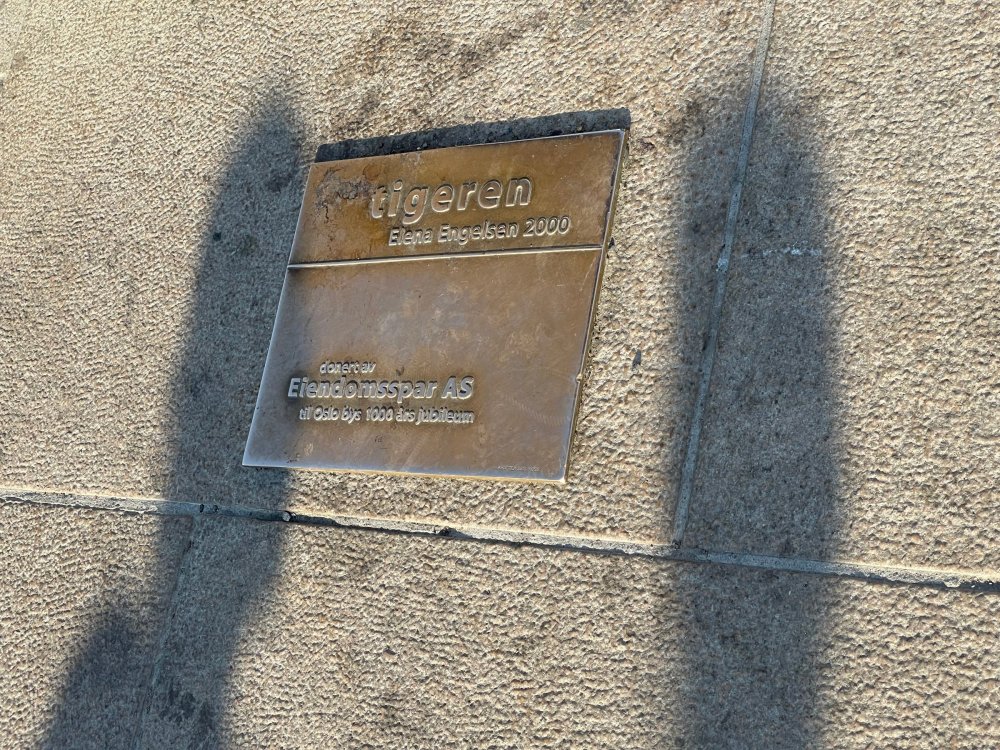 tigeren
Elena Engelsen 2000
donert av
Eiendomsspar AS
til Oslo bys 1000 års jubileum